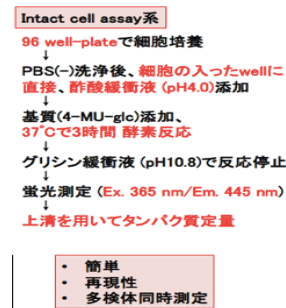 Intact cell assay系
96 well-plateで細胞培養
↓
PBS(-)洗浄後、細胞の入ったwellに
直接、酢酸緩衝液 (pH4.0)添加
↓
基質(4-MU-glc)添加、
37℃で3時間 酵素反応
↓
グリシン緩衝液 (pH10.8)で反応停止
↓
蛍光測定 (Ex. 365 nm/Em. 445 nm)
↓
上清を用いてタンパク質定量
• 簡単
• 再現性
• 多検体同時測定